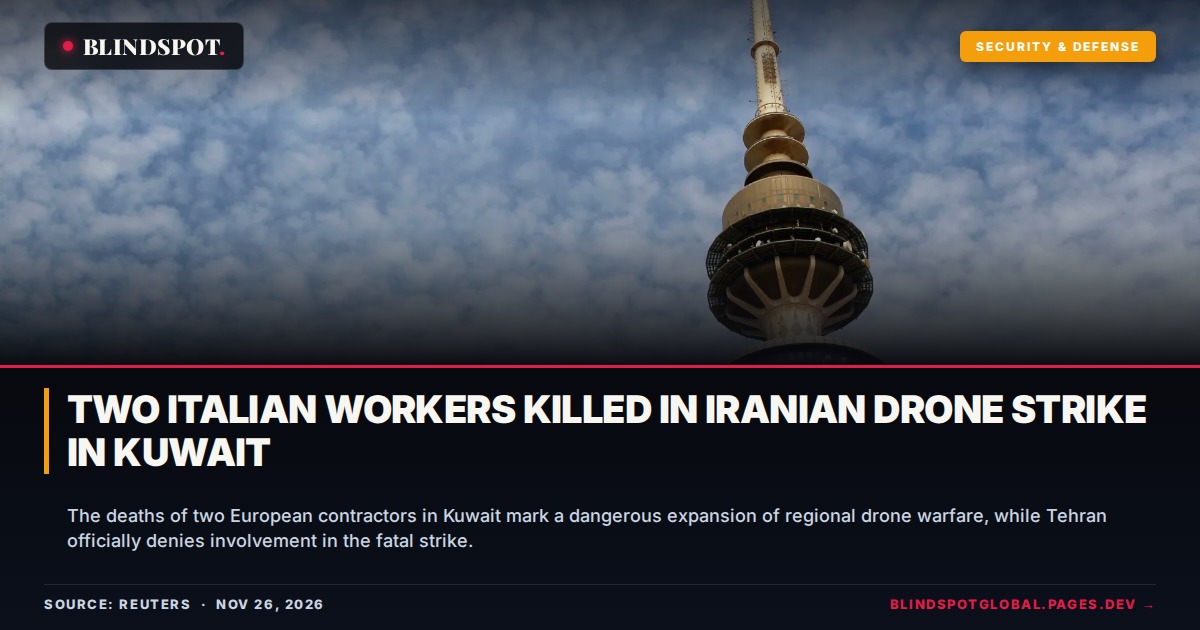 BLINDSPOT.
SECURITY & DEFENSE
TWO ITALIAN WORKERS KILLED IN IRANIAN DRONE STRIKE
IN KUWAIT
The deaths of two European contractors in Kuwait mark a dangerous expansion of regional drone warfare, while Tehran
officially denies involvement in the fatal strike.
SOURCE: REUTERS · NOV 26, 2026
BLINDSPOTGLOBAL.PAGES.DEV →